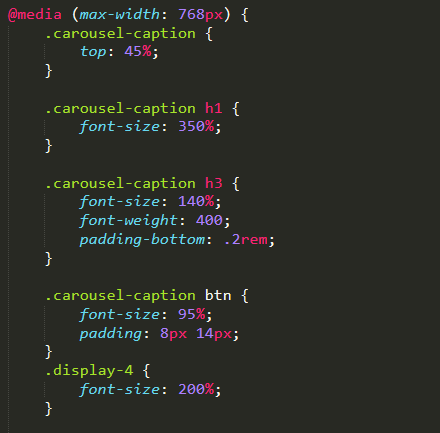 @media (max-width: 768px) {
    .carousel-caption {
        top: 45%;
    }

    .carousel-caption h1 {
        font-size: 350%;
    }

    .carousel-caption h3 {
        font-size: 140%;
        font-weight: 400;
        padding-bottom: .2rem;
    }

    .carousel-caption btn {
        font-size: 95%;
        padding: 8px 14px;
    }
    .display-4 {
        font-size: 200%;
    }